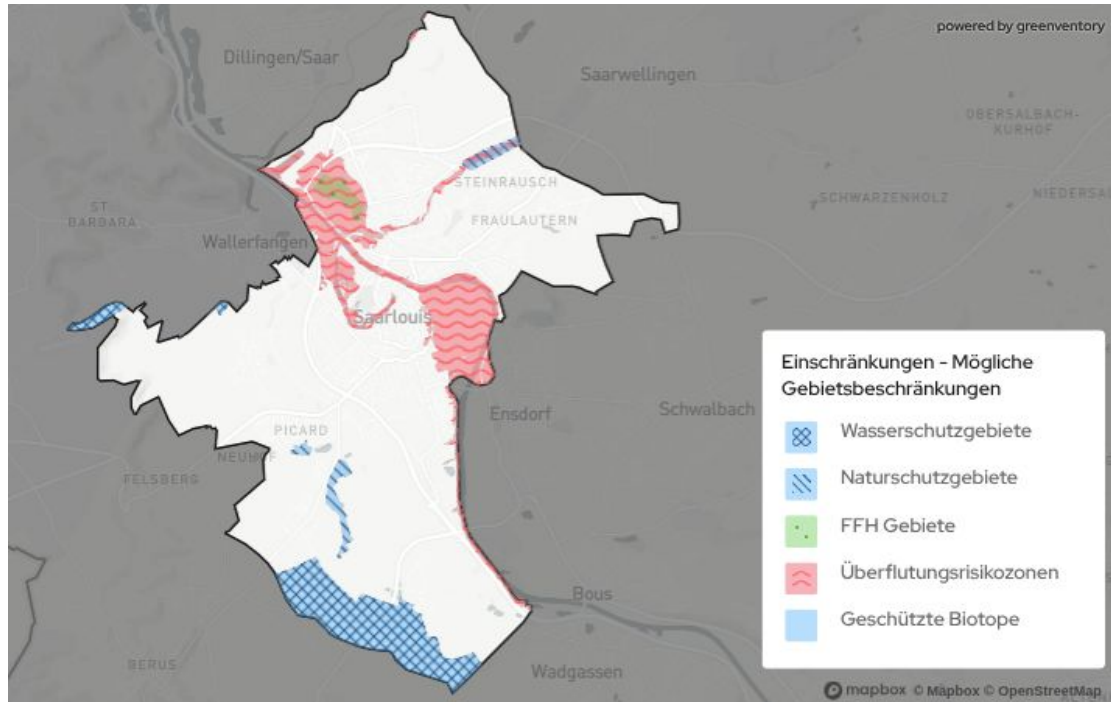 powered by greenventory
Dillingen/Saar
Saarwellingen
OBERSALBACH-
KURHOF
STEINRAUSCH
SCHWARZENHOLZ
NIEDERSA
ST.
BARBARA
FRAULAUTERN
Wallerfangen
Saarlouis
Einschränkungen - Mögliche
Gebietsbeschränkungen
Wasserschutzgebiete
Naturschutzgebiete
FFH Gebiete
Überflutungsrisikozonen
Geschützte Biotope
Ensdorf
Schwalbach
PICARD
NEUHOF
FELSBERG
Bous
BERUS
Wadgassen
mapbox © Mapbox © OpenStreetMap